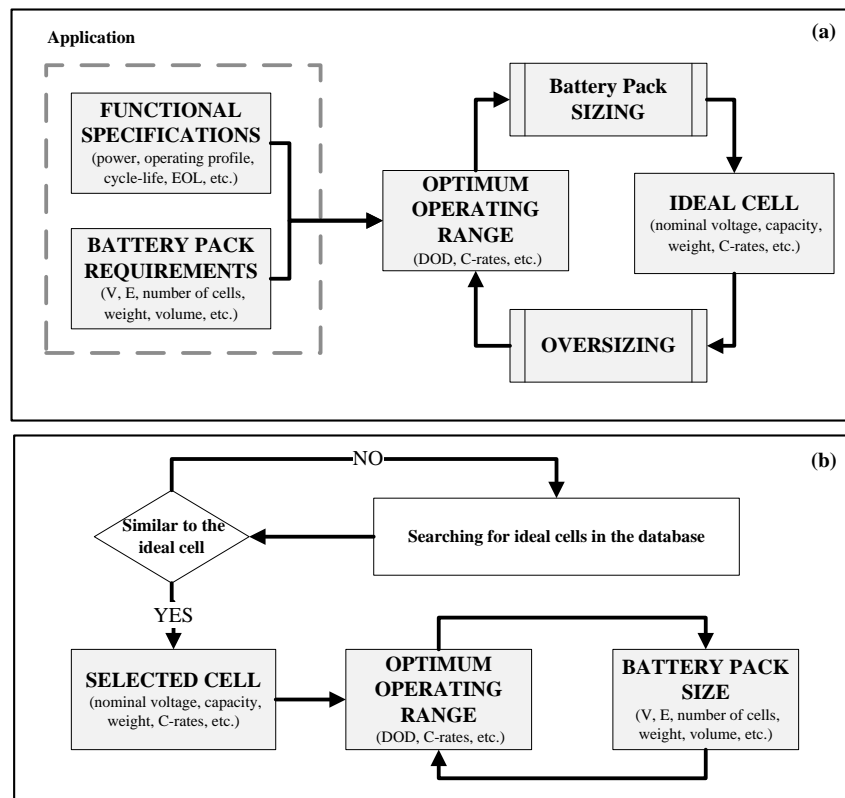 (a)
Application
FUNCTIONAL
SPECIFICATIONS
(power, operating profile,
cycle-life, EOL, etc.)
BATTERY PACK
REQUIREMENTS
(V, E, number of cells,
weight, volume, etc.)
OPTIMUM
OPERATING
RANGE
(DOD, C-rates, etc.)
Battery Pack
SIZING
IDEAL CELL
(nominal voltage, capacity,
weight, C-rates, etc.)
OVERSIZING
(b)
NO
Similar to the
ideal cell
Searching for ideal cells in the database
YES
SELECTED CELL
(nominal voltage, capacity,
weight, C-rates, etc.)
OPTIMUM
OPERATING
RANGE
(DOD, C-rates, etc.)
BATTERY PACK
SIZE
(V, E, number of cells,
weight, volume, etc.)